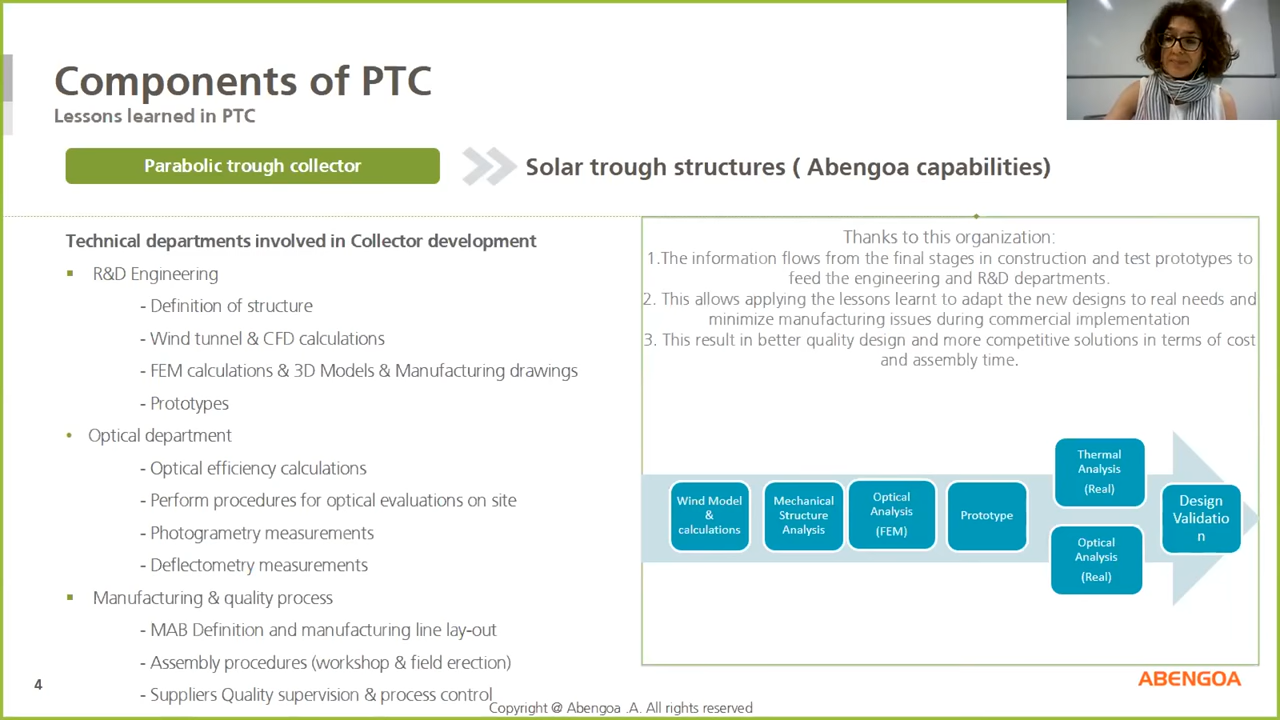 Components of PTC
Lessons learned in PTC
Parabolic trough collector
Solar trough structures ( Abengoa capabilities)
Technical departments involved in Collector development
R&D Engineering
- Definition of structure
- Wind tunnel & CFD calculations
- FEM calculations & 3D Models & Manufacturing drawings
- Prototypes
Optical department
- Optical efficiency calculations
- Perform procedures for optical evaluations on site
- Photogrametry measurements
- Deflectometry measurements
Manufacturing & quality process
- MAB Definition and manufacturing line lay-out
- Assembly procedures (workshop & field erection)
- Suppliers Quality supervision & process control
Thanks to this organization:
1.The information flows from the final stages in construction and test prototypes to
feed the engineering and R&D departments.
2. This allows applying the lessons learnt to adapt the new designs to real needs and
minimize manufacturing issues during commercial implementation
3. This result in better quality design and more competitive solutions in terms of cost
and assembly time.
Wind Model
&
calculations
Mechanical
Structure
Analysis
Optical
Analysis
(FEM)
Prototype
Thermal
Analysis
(Real)
Optical
Analysis
(Real)
Design
Validatio
n
4
ABENGOA
Copyright @ Abengoa .A. All rights reserved